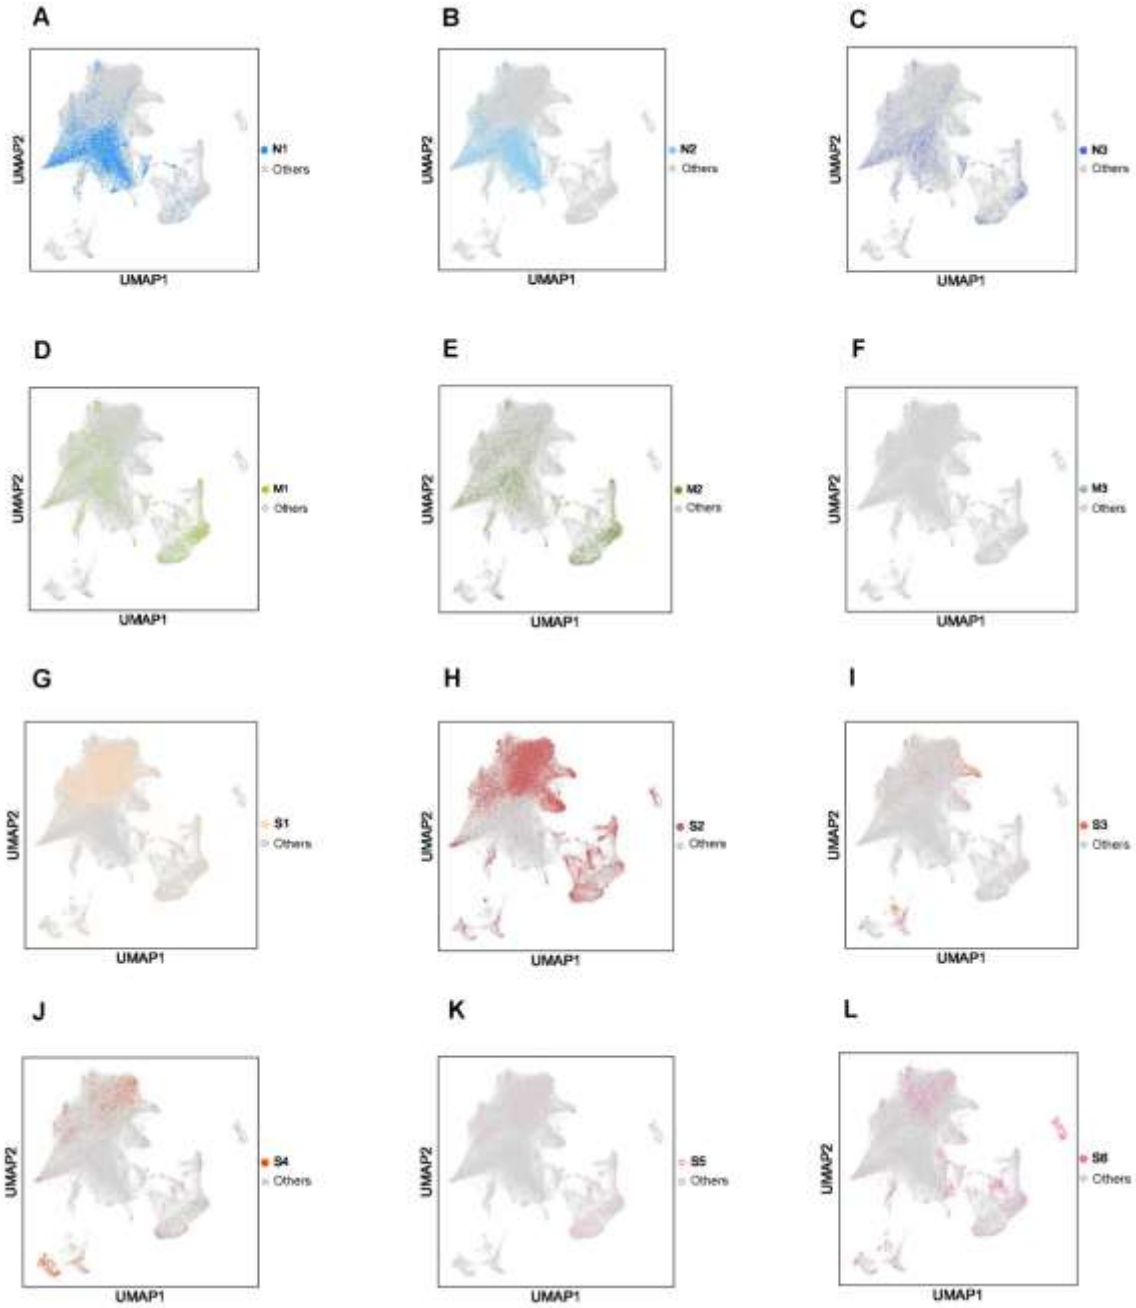 A
B
C
UMAP2
N1
Others
UMAP1
UMAP2
N2
Others
UMAP1
UMAP2
N3
Others
UMAP1
D
E
F
UMAP2
M1
Others
UMAP1
UMAP2
M2
Others
UMAP1
UMAP2
M3
Others
UMAP1
G
H
I
UMAP2
S1
Others
UMAP1
UMAP2
S2
Others
UMAP1
UMAP2
S3
Others
UMAP1
J
K
L
UMAP2
S4
Others
UMAP1
UMAP2
S5
Others
UMAP1
UMAP2
S6
Others
UMAP1